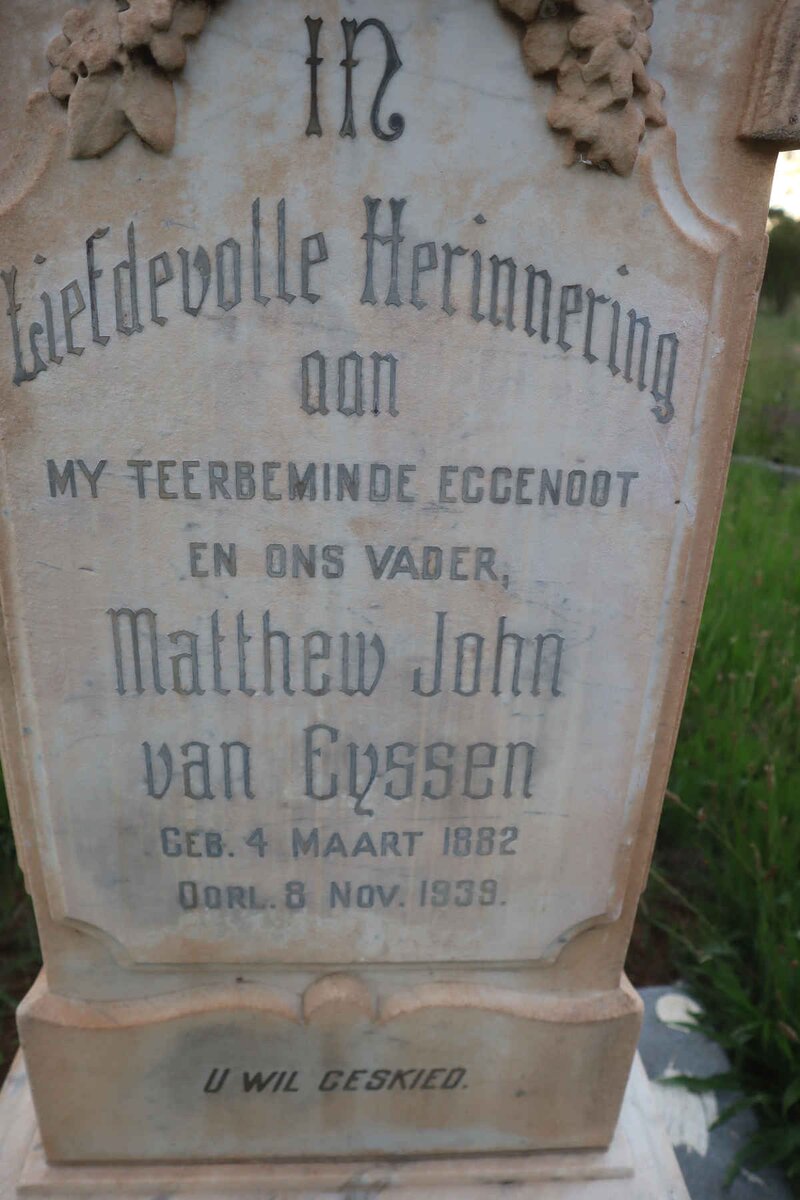 In
Liefdevolle Herinnering
aan
MY TEERBEMINDE EGGENOOT
EN ONS VADER,
Matthew John
van Eyssen
GEB. 4 MAART 1882
OORL. 8 NOV. 1939.
U WIL GESKIED.